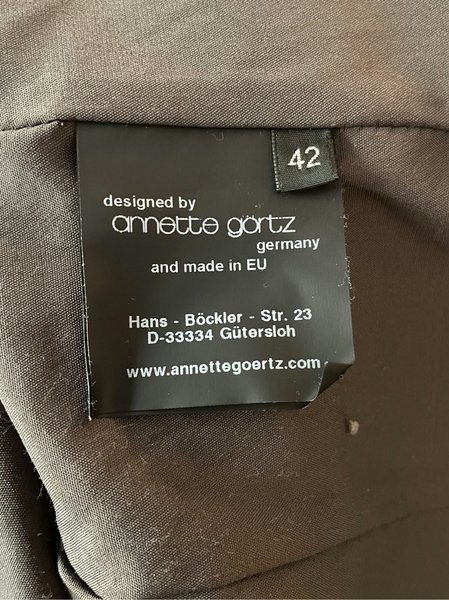 42
designed by
annette görtz
germany
and made in EU
Hans - Böckler - Str. 23
D-33334 Gütersloh
www.annettegoertz.com